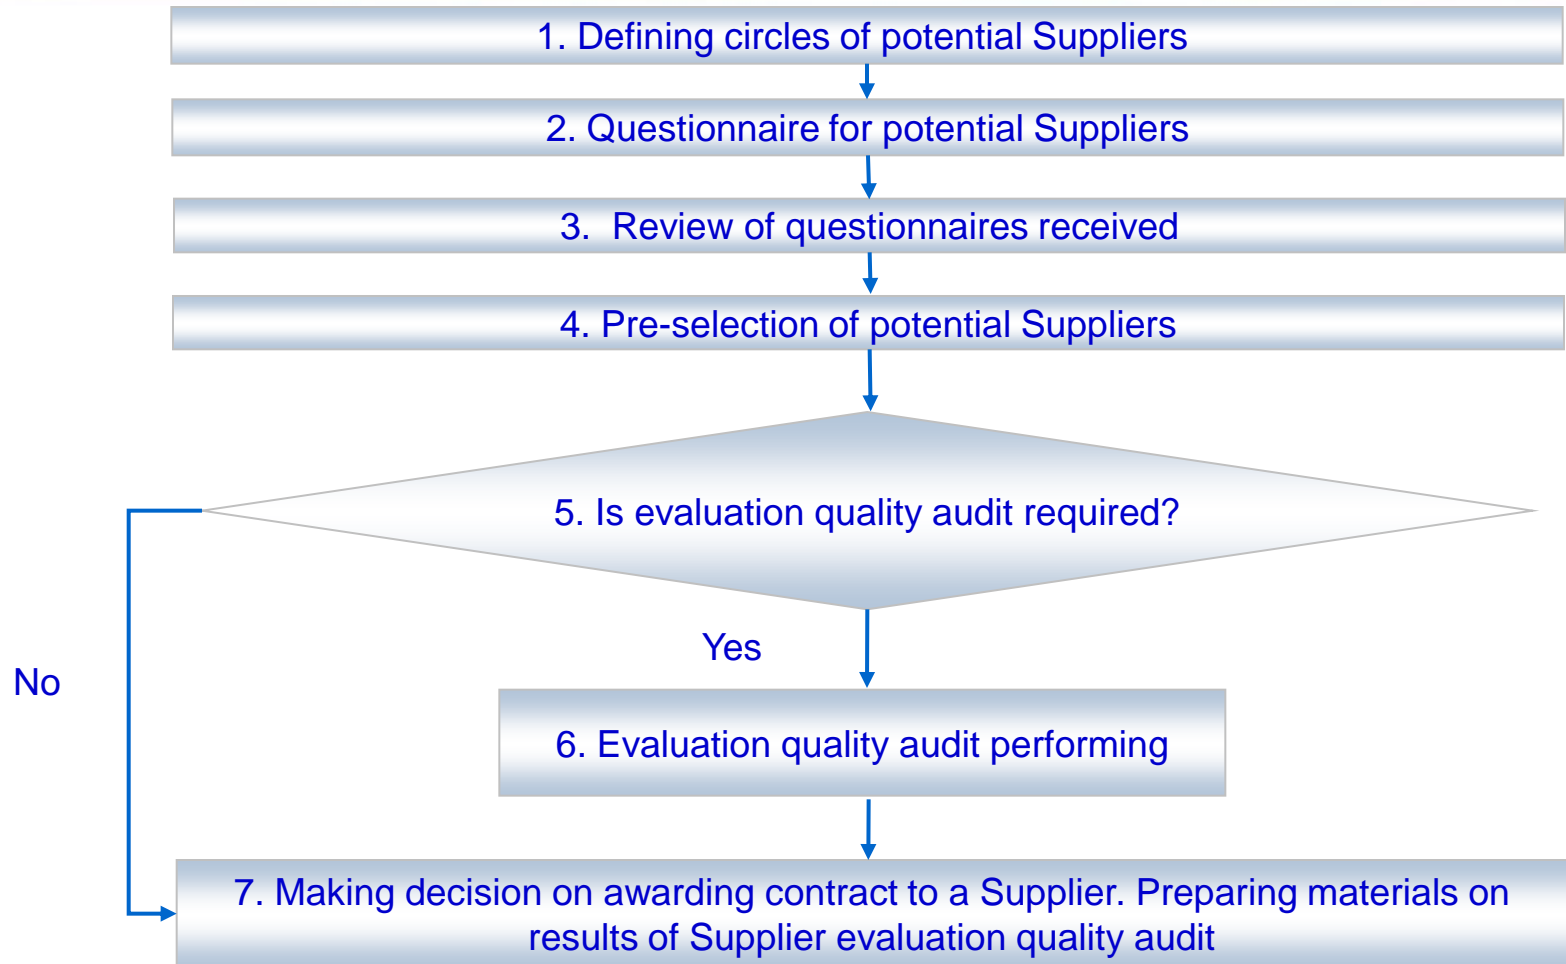 1. Defining circles of potential Suppliers
2. Questionnaire for potential Suppliers
3. Review of questionnaires received
4. Pre-selection of potential Suppliers
5. Is evaluation quality audit required?
Yes
No
6. Evaluation quality audit performing
7. Making decision on awarding contract to a Supplier. Preparing materials on
results of Supplier evaluation quality audit